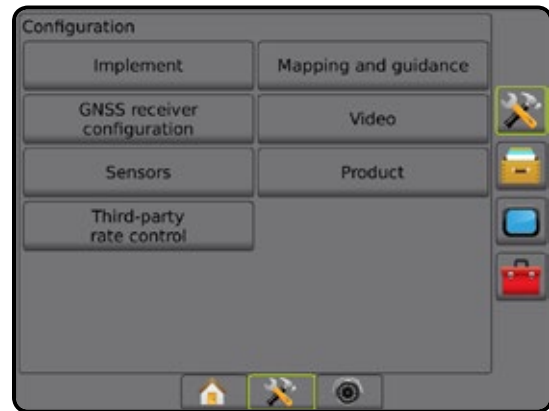 Configuration
Implement
Mapping and guidance
GNSS receiver
configuration
Video
Sensors
Product
Third-party
rate control